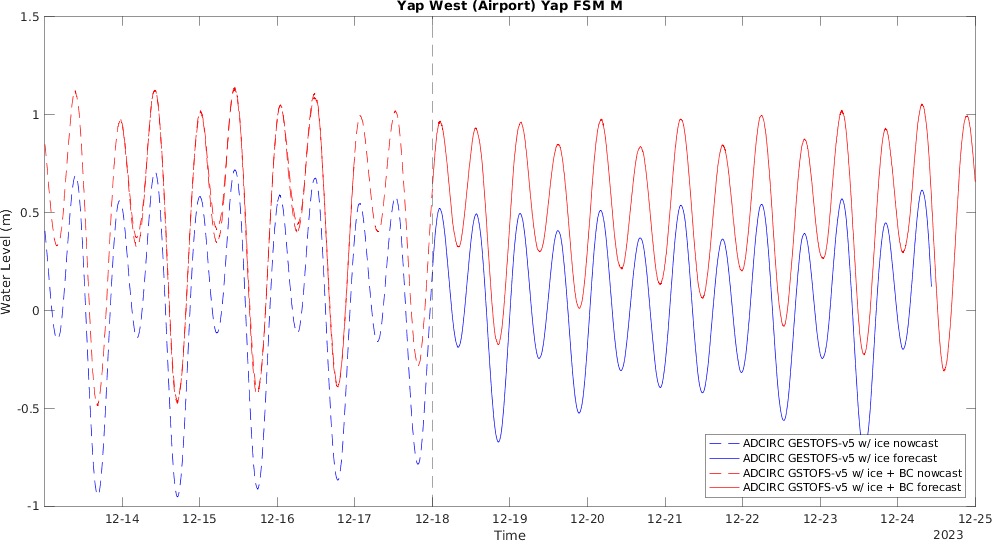 Yap West (Airport) Yap FSM M
1.5
1
0.5
0
-0.5
-1
Water Level (m)
12-14
12-15
12-16
12-17
12-18
12-19
12-20
12-21
12-22
12-23
12-24
12-25
Time
2023
ADCIRC GESTOFS-v5 w/ ice nowcast
ADCIRC GESTOFS-v5 w/ ice forecast
ADCIRC GSTOFS-v5 w/ ice + BC nowcast
ADCIRC GSTOFS-v5 w/ ice + BC forecast